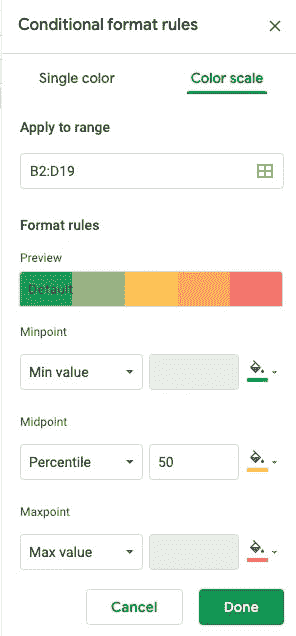 Conditional format rules
Single color
Color scale
Apply to range
B2:D19
Format rules
Preview
Default
Minpoint
Min value
Midpoint
Percentile
50
Maxpoint
Max value
Cancel
Done